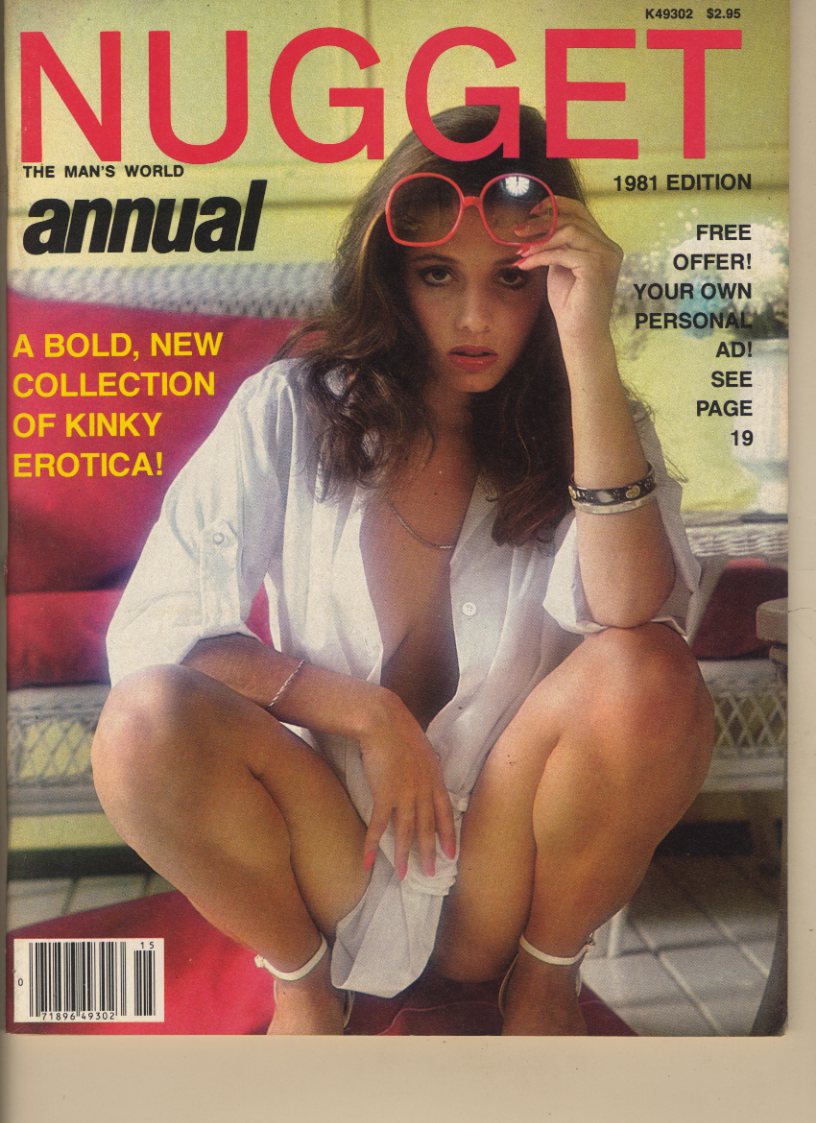 K49302 $2.95
NUGGET
THE MAN'S WORLD
annual
1981 EDITION
FREE
OFFER!
YOUR OWN
PERSONAL
AD!
SEE
PAGE
19
A BOLD, NEW
COLLECTION
OF KINKY
EROTICA!
15
0
71896 49302